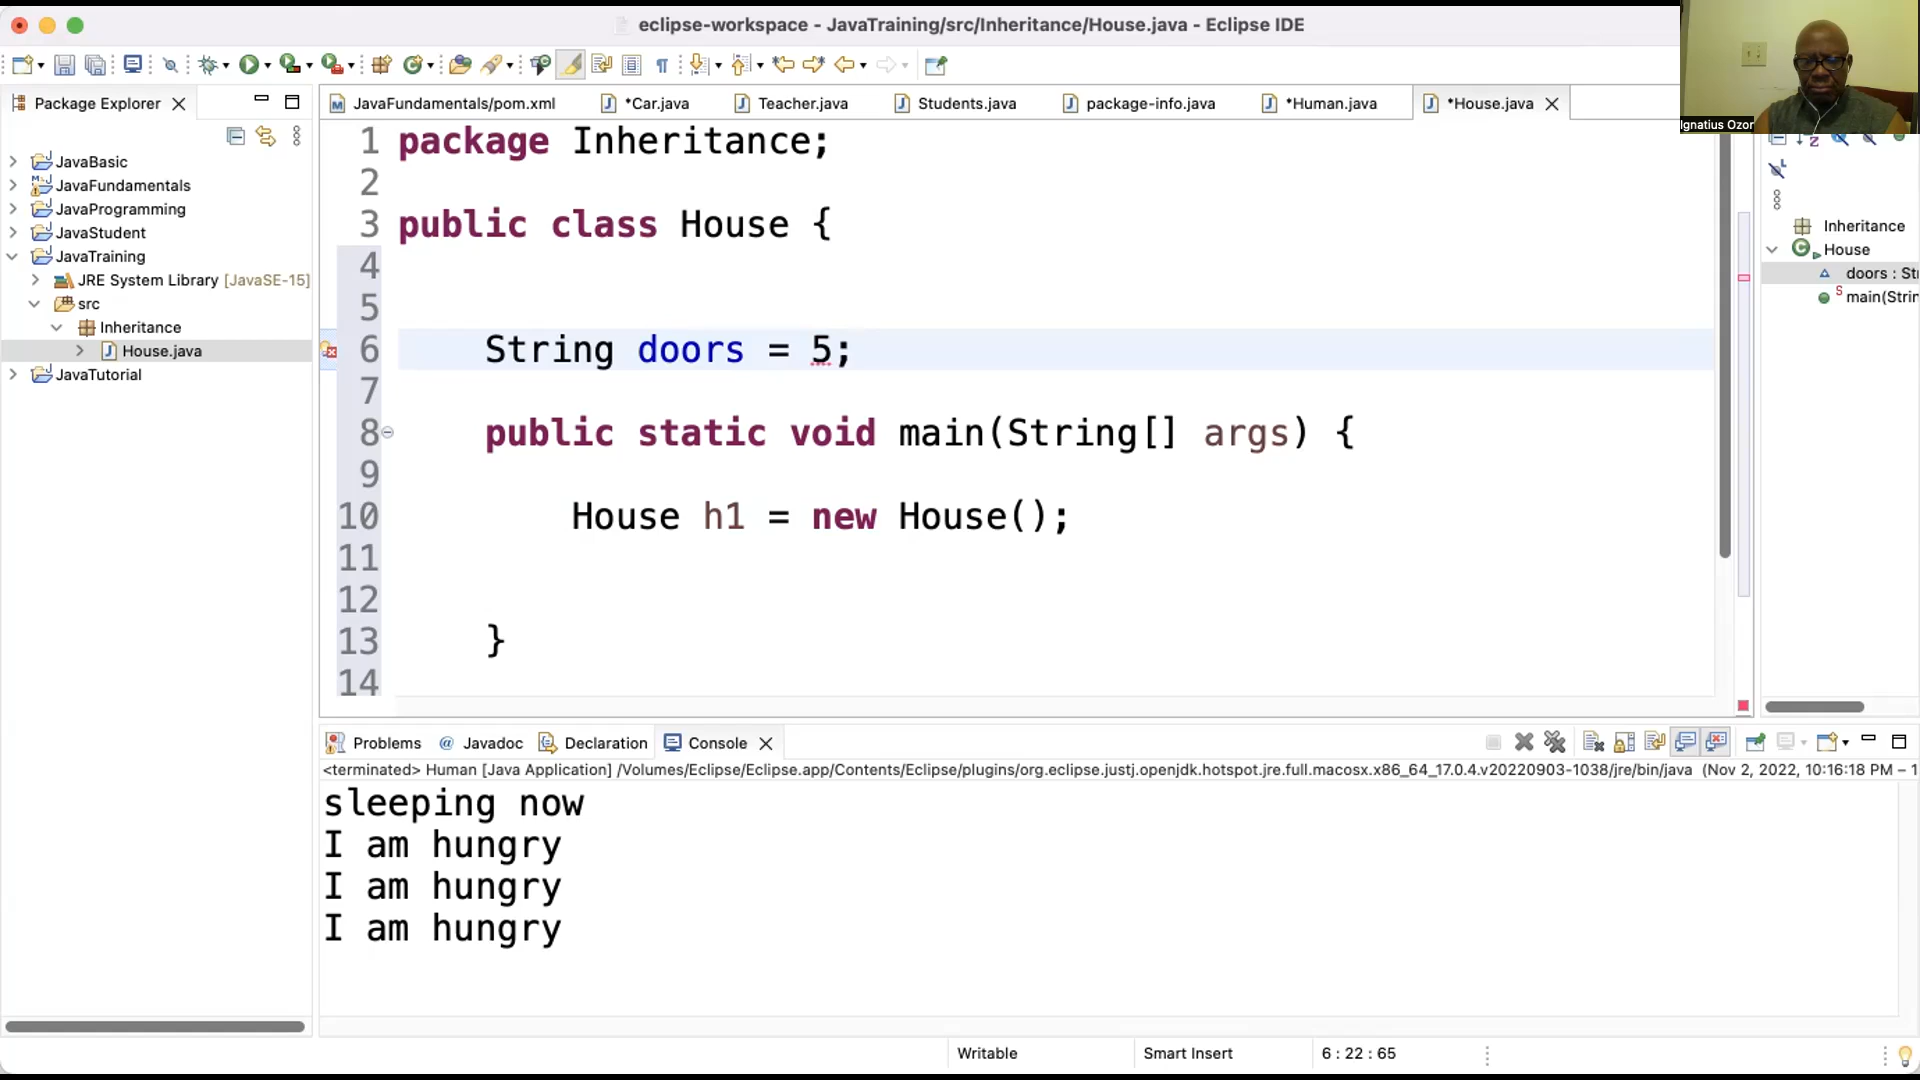 eclipse-workspace - JavaTraining/src/Inheritance/House.java - Eclipse IDE
Ignatius Ozor
Package Explorer
JavaFundamentals/pom.xml
*Car.java
Teacher.java
Students.java
package-info.java
*Human.java
*House.java
JavaBasic
JavaFundamentals
JavaProgramming
JavaStudent
JavaTraining
JRE System Library [JavaSE-15]
src
Inheritance
House.java
JavaTutorial
1 package Inheritance;
2
3 public class House {
4
5
6 String doors = 5;
7
8 public static void main(String[] args) {
9
10 House h1 = new House();
11
12
13 }
14
Inheritance
House
doors : Str
main(Strin
Problems
Javadoc
Declaration
Console
<terminated> Human [Java Application] /Volumes/Eclipse/Eclipse.app/Contents/Eclipse/plugins/org.eclipse.justj.openjdk.hotspot.jre.full.macosx.x86_64_17.0.4.v20220903-1038/jre/bin/java (Nov 2, 2022, 10:16:18 PM – 1
sleeping now
I am hungry
I am hungry
I am hungry
Writable
Smart Insert
6 : 22 : 65